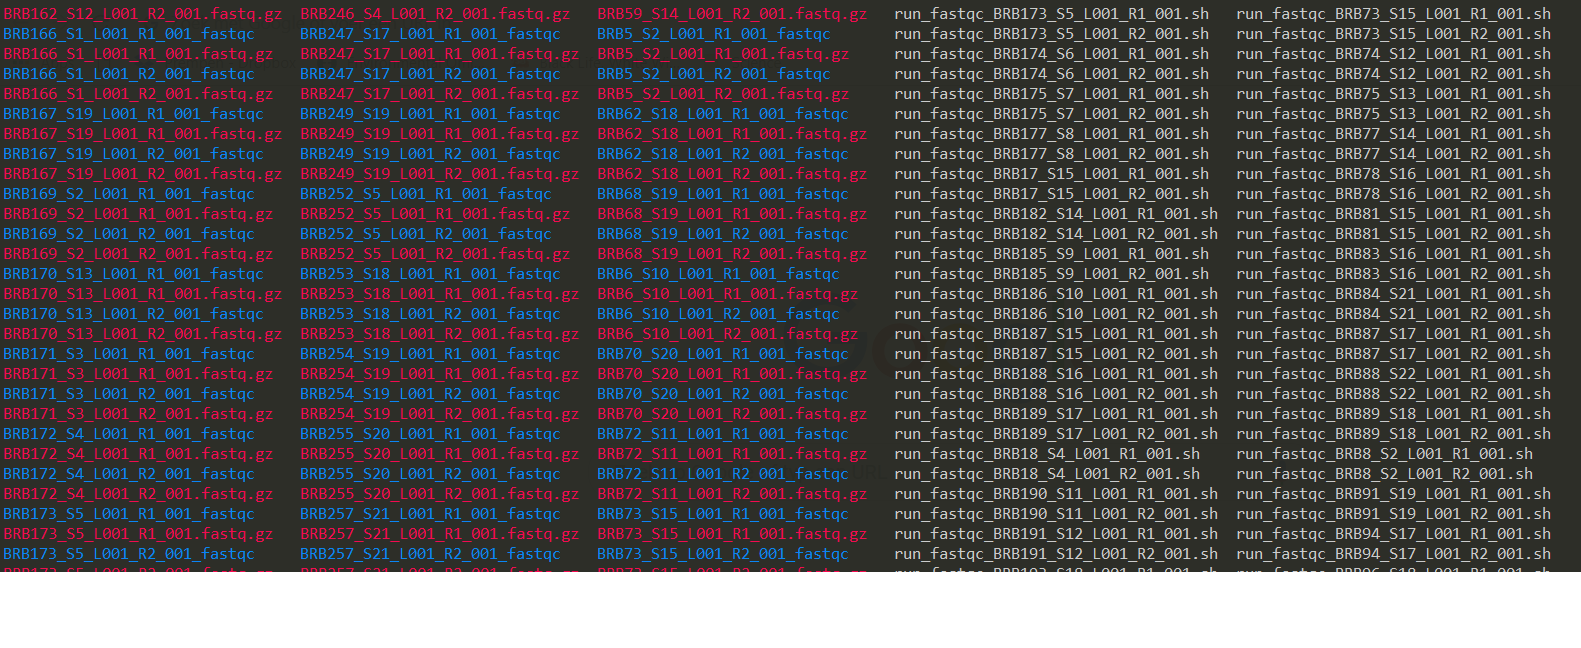 BRB162_S12_L001_R2_001.fastq.gz BRB246_S4_L001_R2_001.fastq.gz BRB59_S14_L001_R2_001.fastq.gz run_fastqc_BRB173_S5_L001_R1_001.sh run_fastqc_BRB73_S15_L001_R1_001.sh
BRB166_S1_L001_R1_001_fastqc BRB247_S17_L001_R1_001_fastqc BRB5_S2_L001_R1_001_fastqc run_fastqc_BRB173_S5_L001_R2_001.sh run_fastqc_BRB73_S15_L001_R2_001.sh
BRB166_S1_L001_R1_001.fastq.gz BRB247_S17_L001_R1_001.fastq.gz BRB5_S2_L001_R1_001.fastq.gz run_fastqc_BRB174_S6_L001_R1_001.sh run_fastqc_BRB74_S12_L001_R1_001.sh
BRB166_S1_L001_R2_001_fastqc BRB247_S17_L001_R2_001_fastqc BRB5_S2_L001_R2_001_fastqc run_fastqc_BRB174_S6_L001_R2_001.sh run_fastqc_BRB74_S12_L001_R2_001.sh
BRB166_S1_L001_R2_001.fastq.gz BRB247_S17_L001_R2_001.fastq.gz BRB5_S2_L001_R2_001.fastq.gz run_fastqc_BRB175_S7_L001_R1_001.sh run_fastqc_BRB75_S13_L001_R1_001.sh
BRB167_S19_L001_R1_001_fastqc BRB249_S19_L001_R1_001_fastqc BRB62_S18_L001_R1_001_fastqc run_fastqc_BRB175_S7_L001_R2_001.sh run_fastqc_BRB75_S13_L001_R2_001.sh
BRB167_S19_L001_R1_001.fastq.gz BRB249_S19_L001_R1_001.fastq.gz BRB62_S18_L001_R1_001.fastq.gz run_fastqc_BRB177_S8_L001_R1_001.sh run_fastqc_BRB77_S14_L001_R1_001.sh
BRB167_S19_L001_R2_001_fastqc BRB249_S19_L001_R2_001_fastqc BRB62_S18_L001_R2_001_fastqc run_fastqc_BRB177_S8_L001_R2_001.sh run_fastqc_BRB77_S14_L001_R2_001.sh
BRB167_S19_L001_R2_001.fastq.gz BRB249_S19_L001_R2_001.fastq.gz BRB62_S18_L001_R2_001.fastq.gz run_fastqc_BRB17_S15_L001_R1_001.sh run_fastqc_BRB78_S16_L001_R1_001.sh
BRB169_S2_L001_R1_001_fastqc BRB252_S5_L001_R1_001_fastqc BRB68_S19_L001_R1_001_fastqc run_fastqc_BRB17_S15_L001_R2_001.sh run_fastqc_BRB78_S16_L001_R2_001.sh
BRB169_S2_L001_R1_001.fastq.gz BRB252_S5_L001_R1_001.fastq.gz BRB68_S19_L001_R1_001.fastq.gz run_fastqc_BRB182_S14_L001_R1_001.sh run_fastqc_BRB81_S15_L001_R1_001.sh
BRB169_S2_L001_R2_001_fastqc BRB252_S5_L001_R2_001_fastqc BRB68_S19_L001_R2_001_fastqc run_fastqc_BRB182_S14_L001_R2_001.sh run_fastqc_BRB81_S15_L001_R2_001.sh
BRB169_S2_L001_R2_001.fastq.gz BRB252_S5_L001_R2_001.fastq.gz BRB68_S19_L001_R2_001.fastq.gz run_fastqc_BRB185_S9_L001_R1_001.sh run_fastqc_BRB83_S16_L001_R1_001.sh
BRB170_S13_L001_R1_001_fastqc BRB253_S18_L001_R1_001_fastqc BRB6_S10_L001_R1_001_fastqc run_fastqc_BRB185_S9_L001_R2_001.sh run_fastqc_BRB83_S16_L001_R2_001.sh
BRB170_S13_L001_R1_001.fastq.gz BRB253_S18_L001_R1_001.fastq.gz BRB6_S10_L001_R1_001.fastq.gz run_fastqc_BRB186_S10_L001_R1_001.sh run_fastqc_BRB84_S21_L001_R1_001.sh
BRB170_S13_L001_R2_001_fastqc BRB253_S18_L001_R2_001_fastqc BRB6_S10_L001_R2_001_fastqc run_fastqc_BRB186_S10_L001_R2_001.sh run_fastqc_BRB84_S21_L001_R2_001.sh
BRB170_S13_L001_R2_001.fastq.gz BRB253_S18_L001_R2_001.fastq.gz BRB6_S10_L001_R2_001.fastq.gz run_fastqc_BRB187_S15_L001_R1_001.sh run_fastqc_BRB87_S17_L001_R1_001.sh
BRB171_S3_L001_R1_001_fastqc BRB254_S19_L001_R1_001_fastqc BRB70_S20_L001_R1_001_fastqc run_fastqc_BRB187_S15_L001_R2_001.sh run_fastqc_BRB87_S17_L001_R2_001.sh
BRB171_S3_L001_R1_001.fastq.gz BRB254_S19_L001_R1_001.fastq.gz BRB70_S20_L001_R1_001.fastq.gz run_fastqc_BRB188_S16_L001_R1_001.sh run_fastqc_BRB88_S22_L001_R1_001.sh
BRB171_S3_L001_R2_001_fastqc BRB254_S19_L001_R2_001_fastqc BRB70_S20_L001_R2_001_fastqc run_fastqc_BRB188_S16_L001_R2_001.sh run_fastqc_BRB88_S22_L001_R2_001.sh
BRB171_S3_L001_R2_001.fastq.gz BRB254_S19_L001_R2_001.fastq.gz BRB70_S20_L001_R2_001.fastq.gz run_fastqc_BRB189_S17_L001_R1_001.sh run_fastqc_BRB89_S18_L001_R1_001.sh
BRB172_S4_L001_R1_001_fastqc BRB255_S20_L001_R1_001_fastqc BRB72_S11_L001_R1_001_fastqc run_fastqc_BRB189_S17_L001_R2_001.sh run_fastqc_BRB89_S18_L001_R2_001.sh
BRB172_S4_L001_R1_001.fastq.gz BRB255_S20_L001_R1_001.fastq.gz BRB72_S11_L001_R1_001.fastq.gz run_fastqc_BRB18_S4_L001_R1_001.sh run_fastqc_BRB8_S2_L001_R1_001.sh
BRB172_S4_L001_R2_001_fastqc BRB255_S20_L001_R2_001_fastqc BRB72_S11_L001_R2_001_fastqc run_fastqc_BRB18_S4_L001_R2_001.sh run_fastqc_BRB8_S2_L001_R2_001.sh
BRB172_S4_L001_R2_001.fastq.gz BRB255_S20_L001_R2_001.fastq.gz BRB72_S11_L001_R2_001.fastq.gz run_fastqc_BRB190_S11_L001_R1_001.sh run_fastqc_BRB91_S19_L001_R1_001.sh
BRB173_S5_L001_R1_001_fastqc BRB257_S21_L001_R1_001_fastqc BRB73_S15_L001_R1_001_fastqc run_fastqc_BRB190_S11_L001_R2_001.sh run_fastqc_BRB91_S19_L001_R2_001.sh
BRB173_S5_L001_R1_001.fastq.gz BRB257_S21_L001_R1_001.fastq.gz BRB73_S15_L001_R1_001.fastq.gz run_fastqc_BRB191_S12_L001_R1_001.sh run_fastqc_BRB94_S17_L001_R1_001.sh
BRB173_S5_L001_R2_001_fastqc BRB257_S21_L001_R2_001_fastqc BRB73_S15_L001_R2_001_fastqc run_fastqc_BRB191_S12_L001_R2_001.sh run_fastqc_BRB94_S17_L001_R2_001.sh